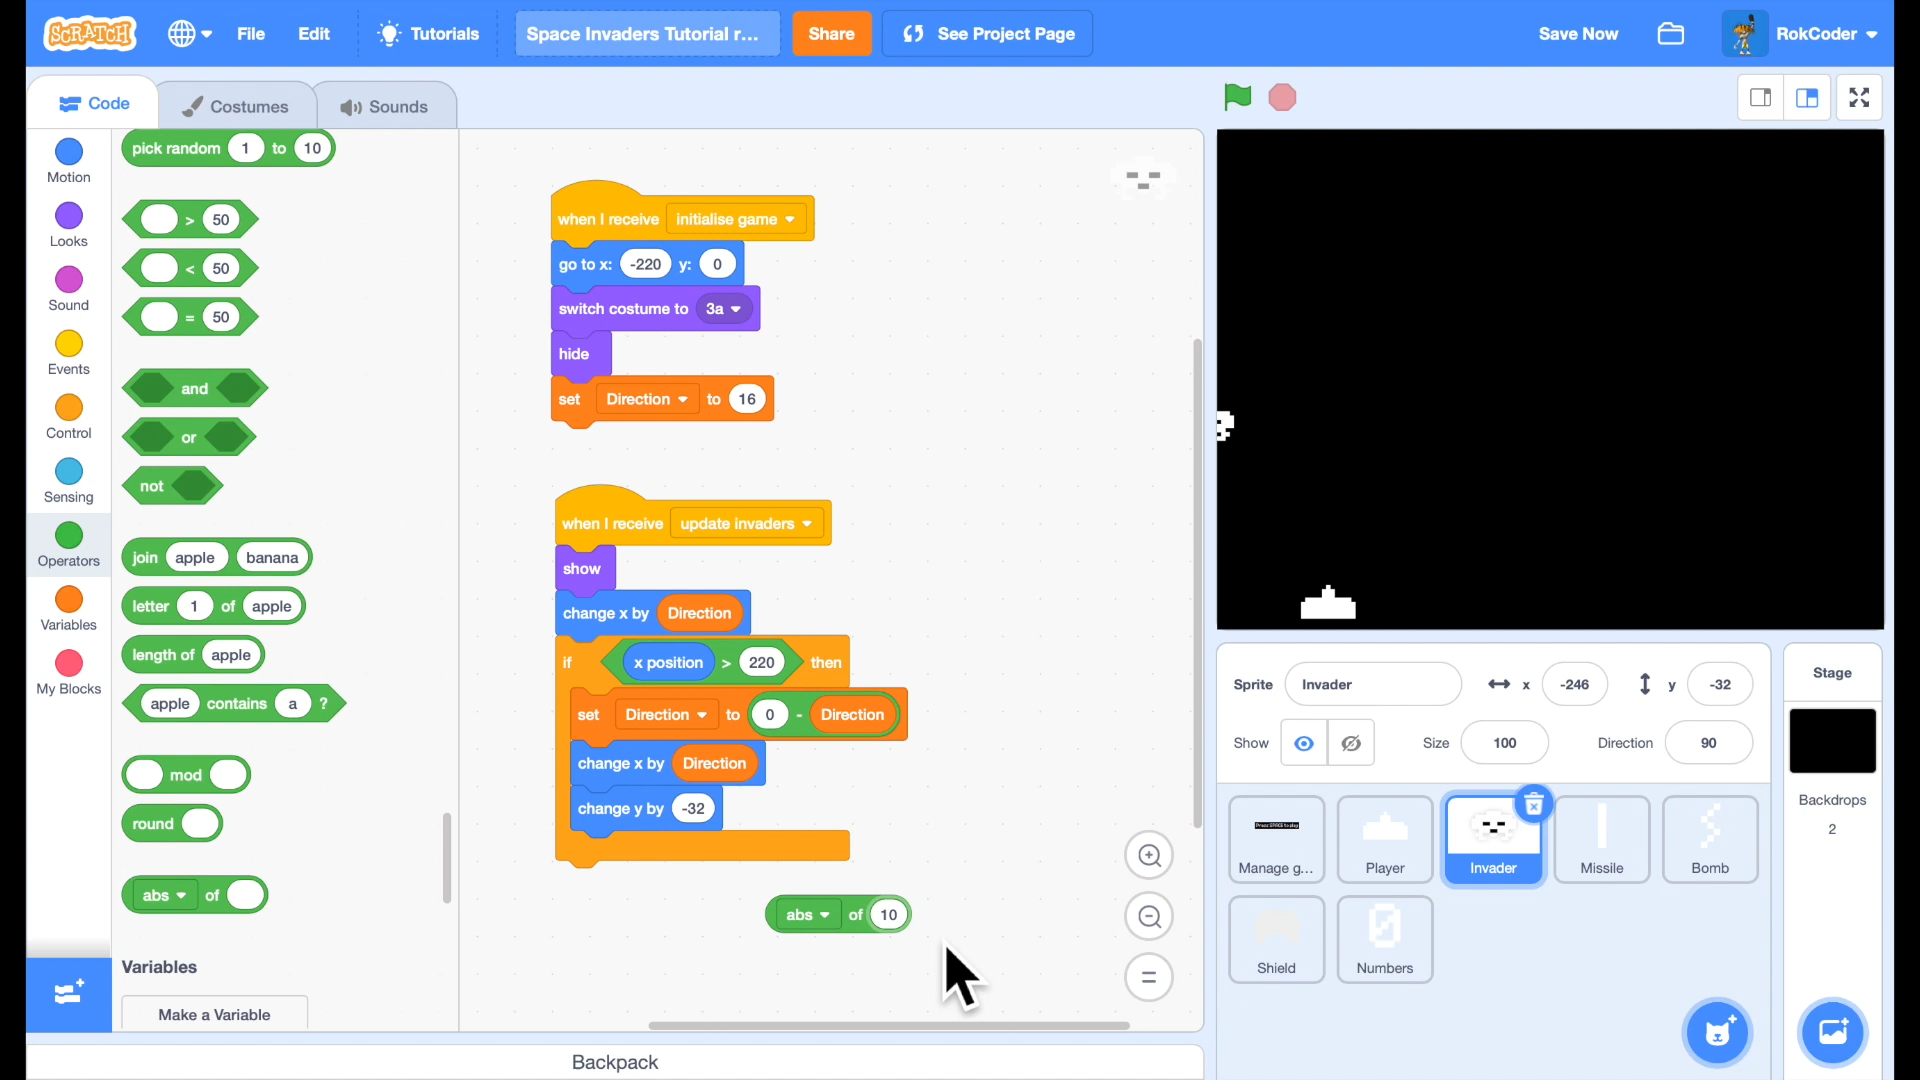 SCRATCH
File
Edit
Tutorials
Space Invaders Tutorial r...
Share
See Project Page
Save Now
RokCoder
Code
Costumes
Sounds
Motion
Looks
Sound
Events
Control
Sensing
Operators
Variables
My Blocks
pick random 1 to 10
> 50
< 50
= 50
and
or
not
join apple banana
letter 1 of apple
length of apple
apple contains a ?
mod
round
abs of
Variables
Make a Variable
when I receive initialise game
go to x: -220 y: 0
switch costume to 3a
hide
set Direction to 16
when I receive update invaders
show
change x by Direction
if x position > 220 then
set Direction to 0 - Direction
change x by Direction
change y by -32
abs of 10
Backpack
Sprite Invader x -246 y -32
Show Size 100 Direction 90
Press SPACE to play
Manage g...
Player
Invader
Missile
Bomb
Shield
0
Numbers
Stage
Backdrops
2